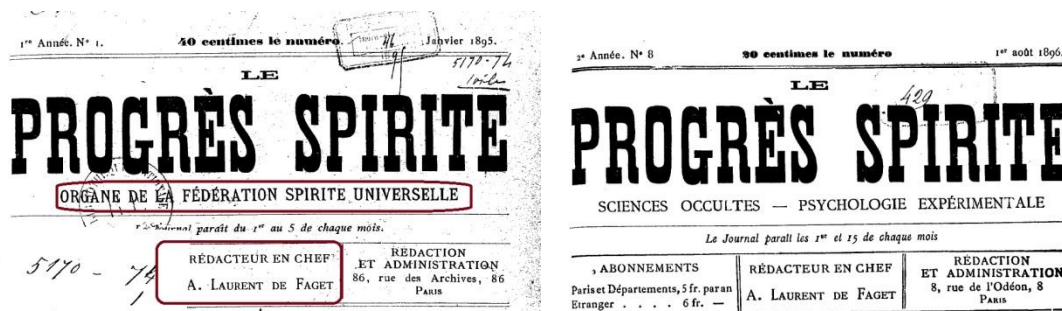 1re Année. N° 1.
40 centimes le numéro.
Janvier 1895.
5170-74
LE
PROGRÈS SPIRITE
ORGANE DE LA FÉDÉRATION SPIRITE UNIVERSELLE
Journal paraît du 1er au 5 de chaque mois.
5170 - 74
1
RÉDACTEUR EN CHEF
A. LAURENT DE FAGET
RÉDACTION
ET ADMINISTRATION
86, rue des Archives, 86
PARIS
2e Année. N° 8
20 centimes le numéro
1er août 1896.
429
LE
PROGRÈS SPIRITE
SCIENCES OCCULTES — PSYCHOLOGIE EXPÉRIMENTALE
Le Journal paraît les 1er et 15 de chaque mois
ABONNEMENTS
Paris et Départements, 5 fr. par an
Etranger . . . . 6 fr. —
RÉDACTEUR EN CHEF
A. LAURENT DE FAGET
RÉDACTION
ET ADMINISTRATION
8, rue de l'Odéon, 8
PARIS